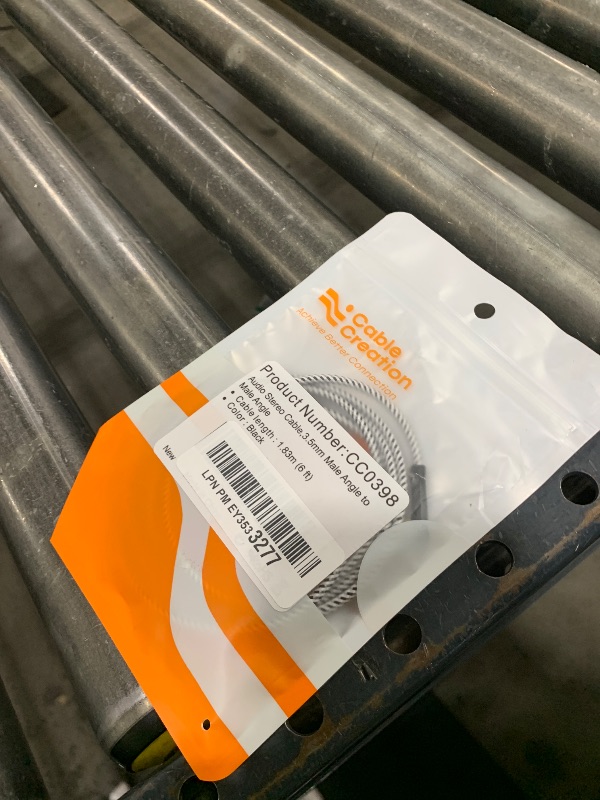 Cable
Creation
Achieve Better Connection
Product Number:CC0398
Audio Stereo Cable,3.5mm Male Angle to
Male Angle
• Cable length : 1.83m (6 ft)
• Color : Black
New
LPN PM EY3533277